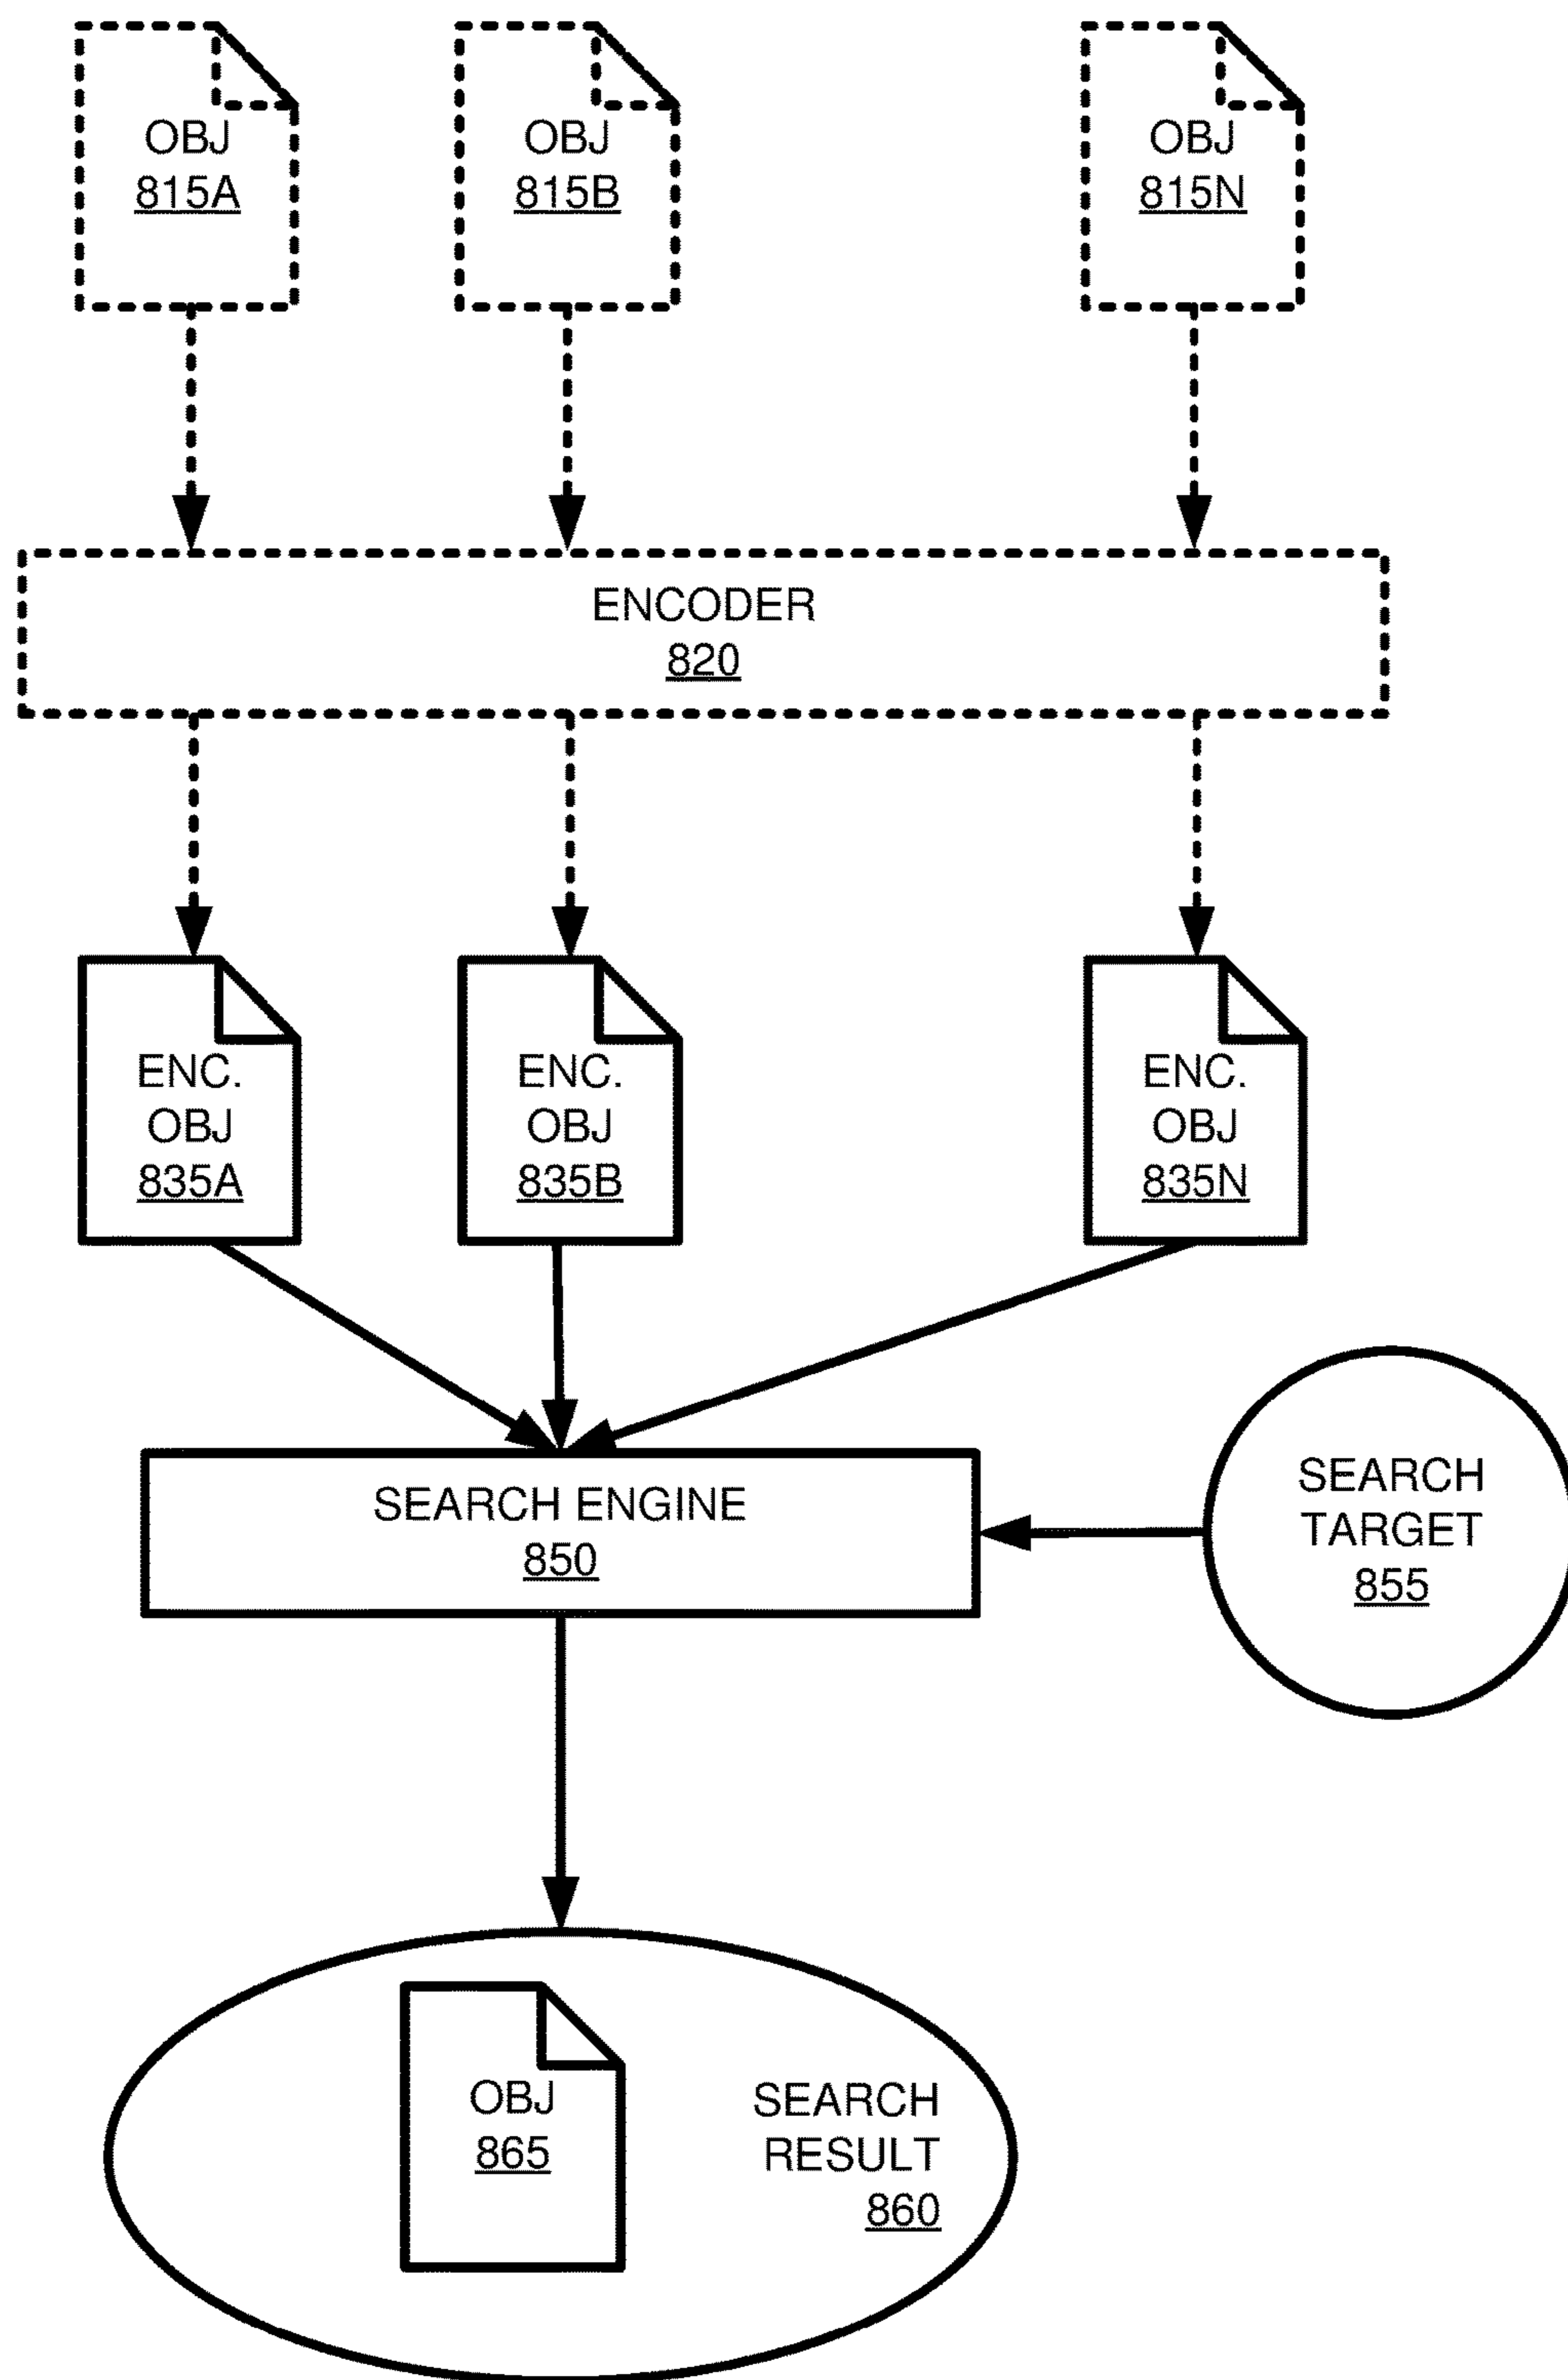 OBJ
815A
OBJ
815B
OBJ
815N
ENCODER
820
ENC.
OBJ
835A
ENC.
OBJ
835B
ENC.
OBJ
835N
SEARCH ENGINE
850
SEARCH
TARGET
855
OBJ
865
SEARCH
RESULT
860